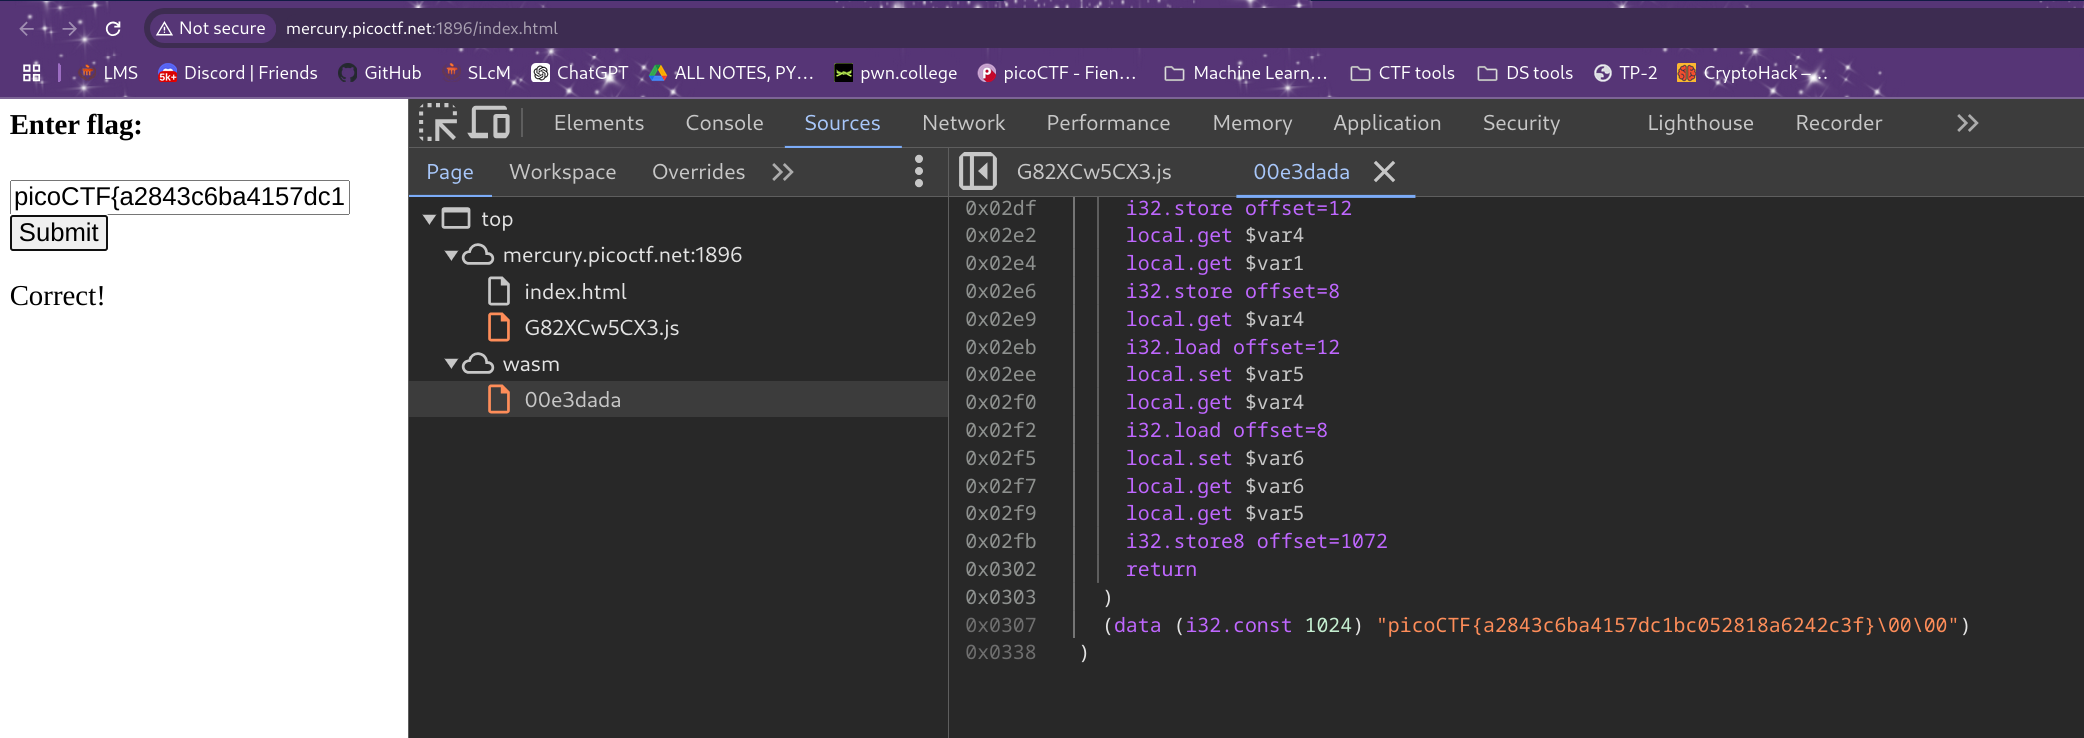 Not secure mercury.picoctf.net:1896/index.html
LMS Discord | Friends GitHub SLcM ChatGPT ALL NOTES, PY... pwn.college picoCTF - Fien... Machine Learn... CTF tools DS tools TP-2 CryptoHack – ...
5k+
Enter flag:
picoCTF{a2843c6ba4157dc1
Submit
Correct!
Elements Console Sources Network Performance Memory Application Security Lighthouse Recorder
Page Workspace Overrides
G82XCw5CX3.js 00e3dada
top
mercury.picoctf.net:1896
index.html
G82XCw5CX3.js
wasm
00e3dada
0x02df i32.store offset=12
0x02e2 local.get $var4
0x02e4 local.get $var1
0x02e6 i32.store offset=8
0x02e9 local.get $var4
0x02eb i32.load offset=12
0x02ee local.set $var5
0x02f0 local.get $var4
0x02f2 i32.load offset=8
0x02f5 local.set $var6
0x02f7 local.get $var6
0x02f9 local.get $var5
0x02fb i32.store8 offset=1072
0x0302 return
0x0303 )
0x0307 (data (i32.const 1024) "picoCTF{a2843c6ba4157dc1bc052818a6242c3f}\00\00")
0x0338 )